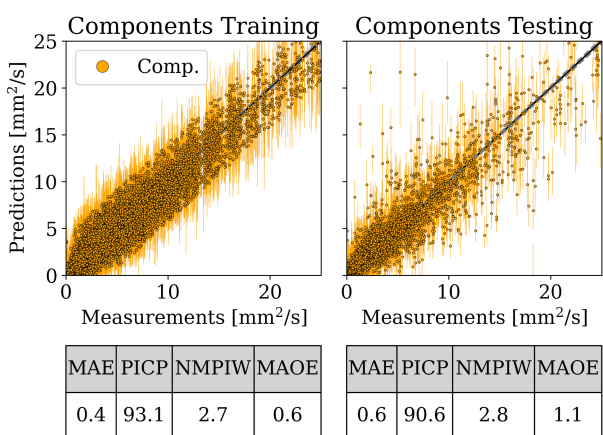 Components Training
Components Testing
Predictions [mm²/s]
25
20
15
10
5
0
Comp.
0
10
20
0
10
20
Measurements [mm²/s]
Measurements [mm²/s]
MAE PICP NMPIW MAOE
0.4 93.1 2.7 0.6
MAE PICP NMPIW MAOE
0.6 90.6 2.8 1.1